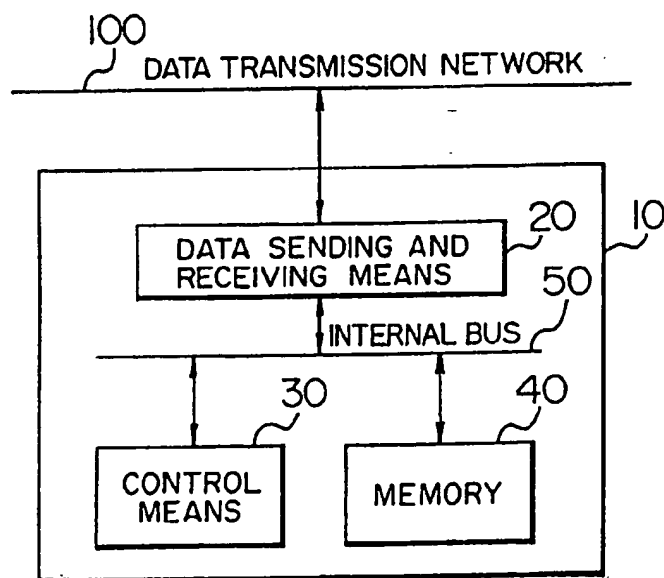 100
DATA TRANSMISSION NETWORK
10
20
DATA SENDING AND
RECEIVING MEANS
50
INTERNAL BUS
30
40
CONTROL
MEANS
MEMORY